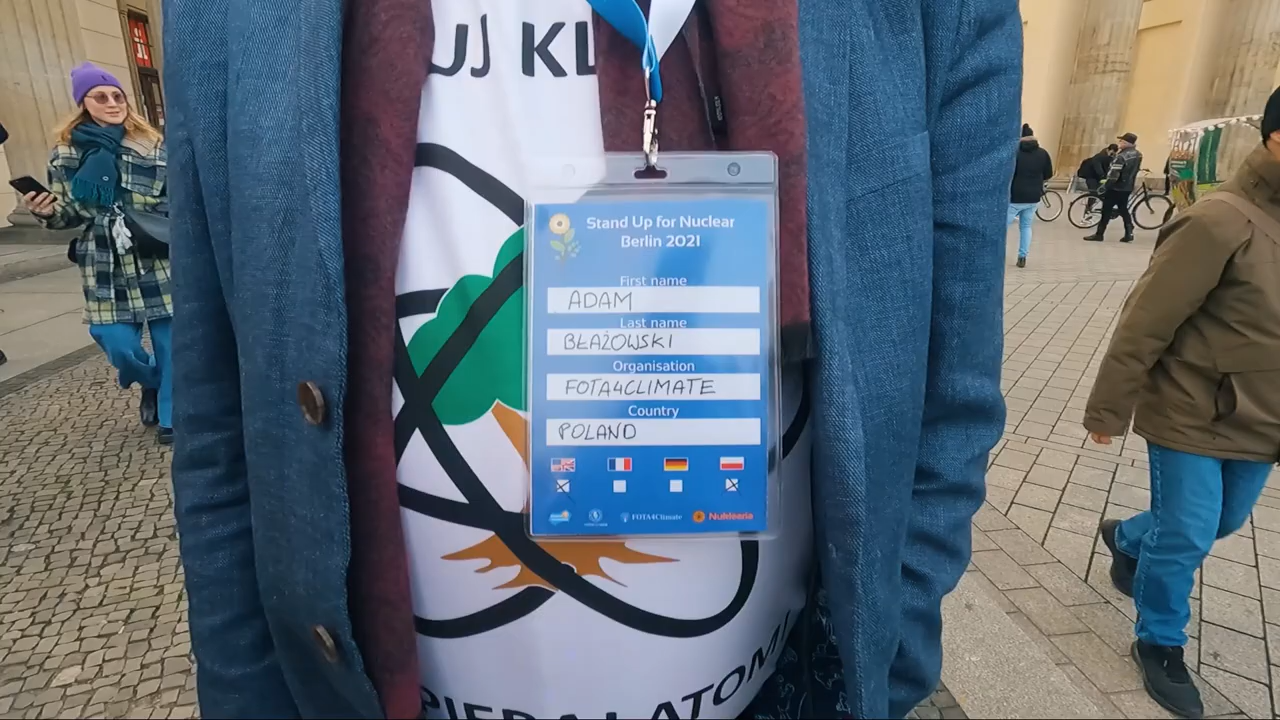 UJ KL
Stand Up for Nuclear
Berlin 2021
First name
ADAM
Last name
BŁAŻOWSKI
Organisation
FOTA4CLIMATE
Country
POLAND
FOTA4Climate
Nuklearia
PIERDAL ATOM